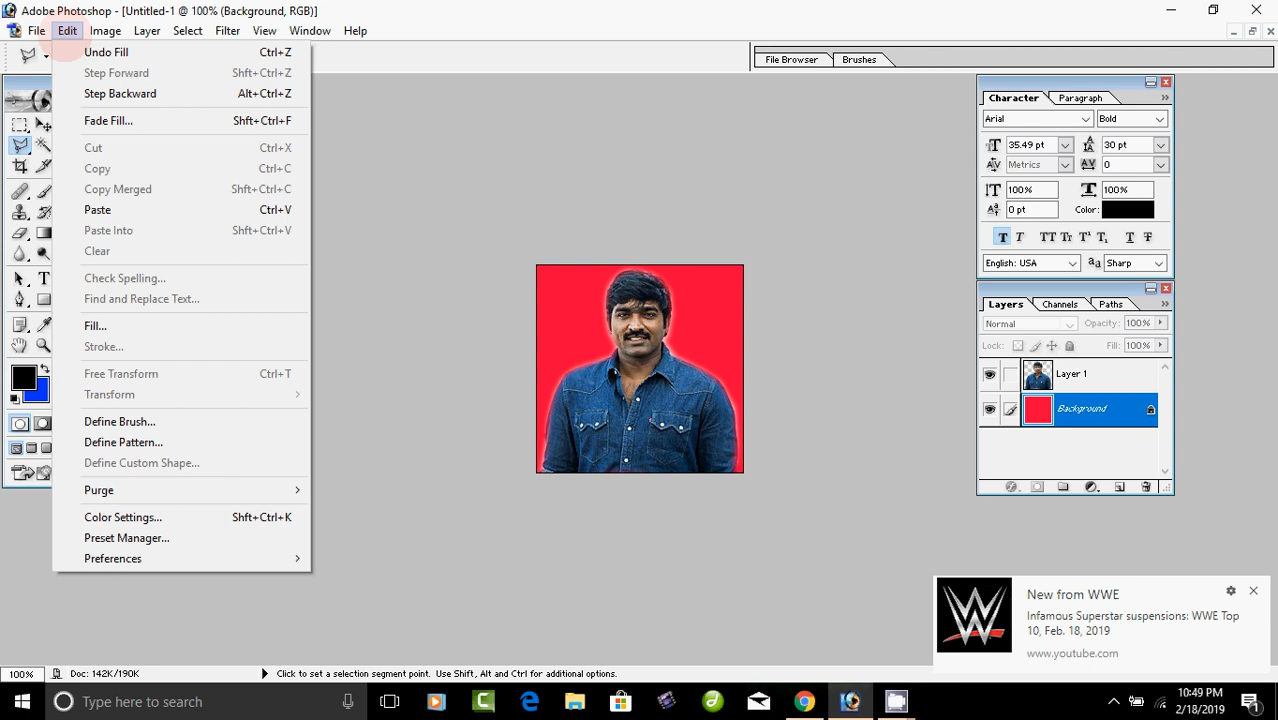 Adobe Photoshop - [Untitled-1 @ 100% (Background, RGB)]
File Edit Image Layer Select Filter View Window Help
File Browser Brushes
Undo Fill Ctrl+Z
Step Forward Shft+Ctrl+Z
Step Backward Alt+Ctrl+Z
Fade Fill... Shft+Ctrl+F
Cut Ctrl+X
Copy Ctrl+C
Copy Merged Shft+Ctrl+C
Paste Ctrl+V
Paste Into Shft+Ctrl+V
Clear
Check Spelling...
Find and Replace Text...
Fill...
Stroke...
Free Transform Ctrl+T
Transform
Define Brush...
Define Pattern...
Define Custom Shape...
Purge
Color Settings... Shft+Ctrl+K
Preset Manager...
Preferences
Character Paragraph
Arial Bold
35.49 pt 30 pt
Metrics 0
100% 100%
0 pt Color:
T T TT Tr T¹ T₁ T T
English: USA aa Sharp
Layers Channels Paths
Normal Opacity: 100%
Lock: Fill: 100%
Layer 1
Background
New from WWE
Infamous Superstar suspensions: WWE Top
10, Feb. 18, 2019
www.youtube.com
100% Doc: 142K/190K Click to set a selection segment point. Use Shift, Alt and Ctrl for additional options.
Type here to search
10:49 PM
2/18/2019
1